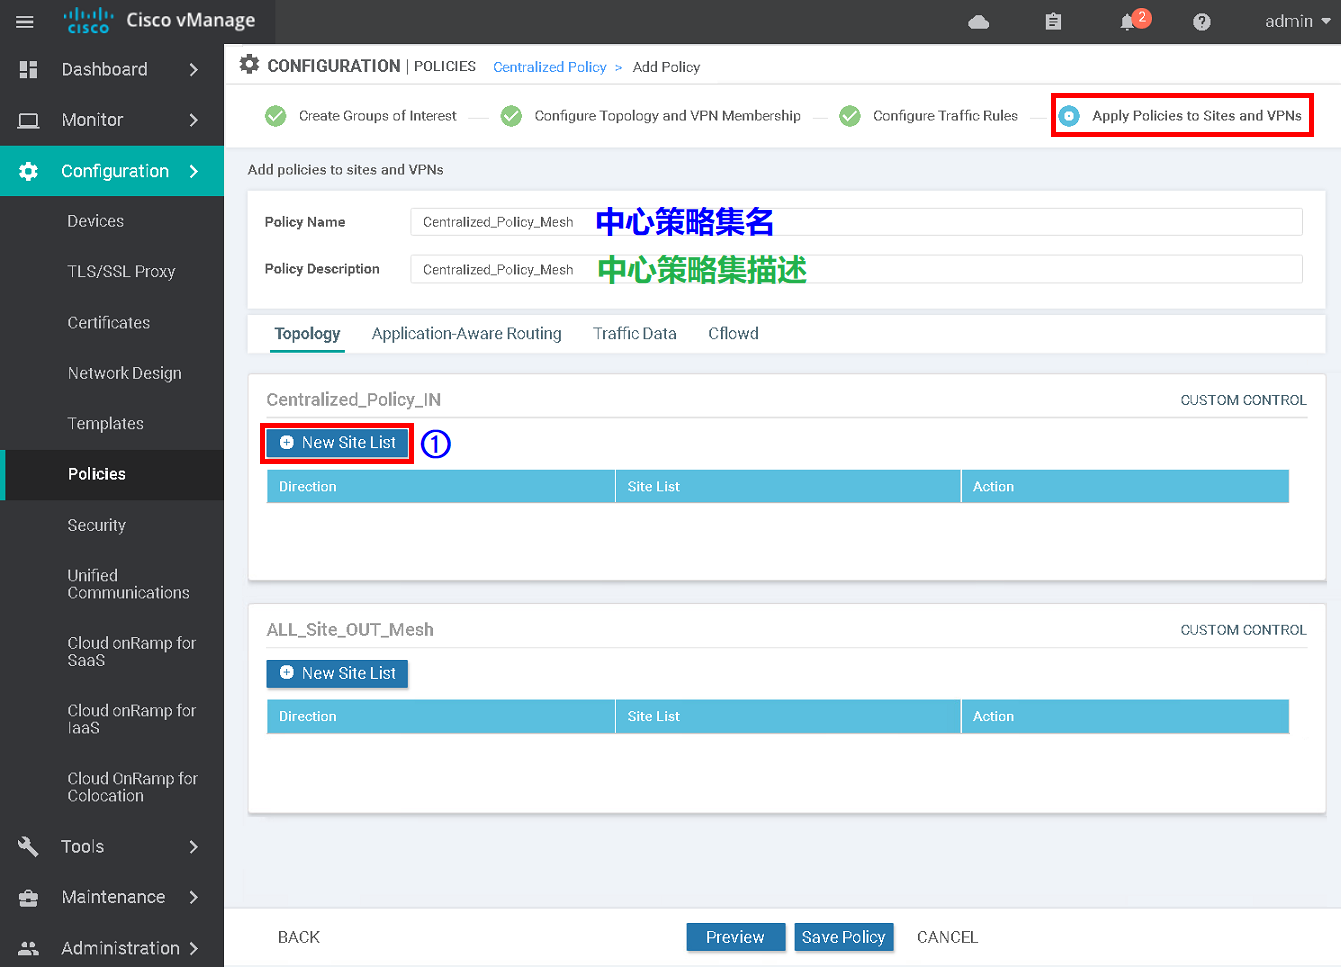 CISCO Cisco vManage 2 admin
Dashboard
Monitor
Configuration
Devices
TLS/SSL Proxy
Certificates
Network Design
Templates
Policies
Security
Unified
Communications
Cloud onRamp for
SaaS
Cloud onRamp for
IaaS
Cloud OnRamp for
Colocation
Tools
Maintenance
Administration
CONFIGURATION | POLICIES Centralized Policy > Add Policy
Create Groups of Interest Configure Topology and VPN Membership Configure Traffic Rules Apply Policies to Sites and VPNs
Add policies to sites and VPNs
Policy Name Centralized_Policy_Mesh 中心策略集名
Policy Description Centralized_Policy_Mesh 中心策略集描述
Topology Application-Aware Routing Traffic Data Cflowd
Centralized_Policy_IN CUSTOM CONTROL
New Site List ①
Direction Site List Action
ALL_Site_OUT_Mesh CUSTOM CONTROL
New Site List
Direction Site List Action
BACK Preview Save Policy CANCEL